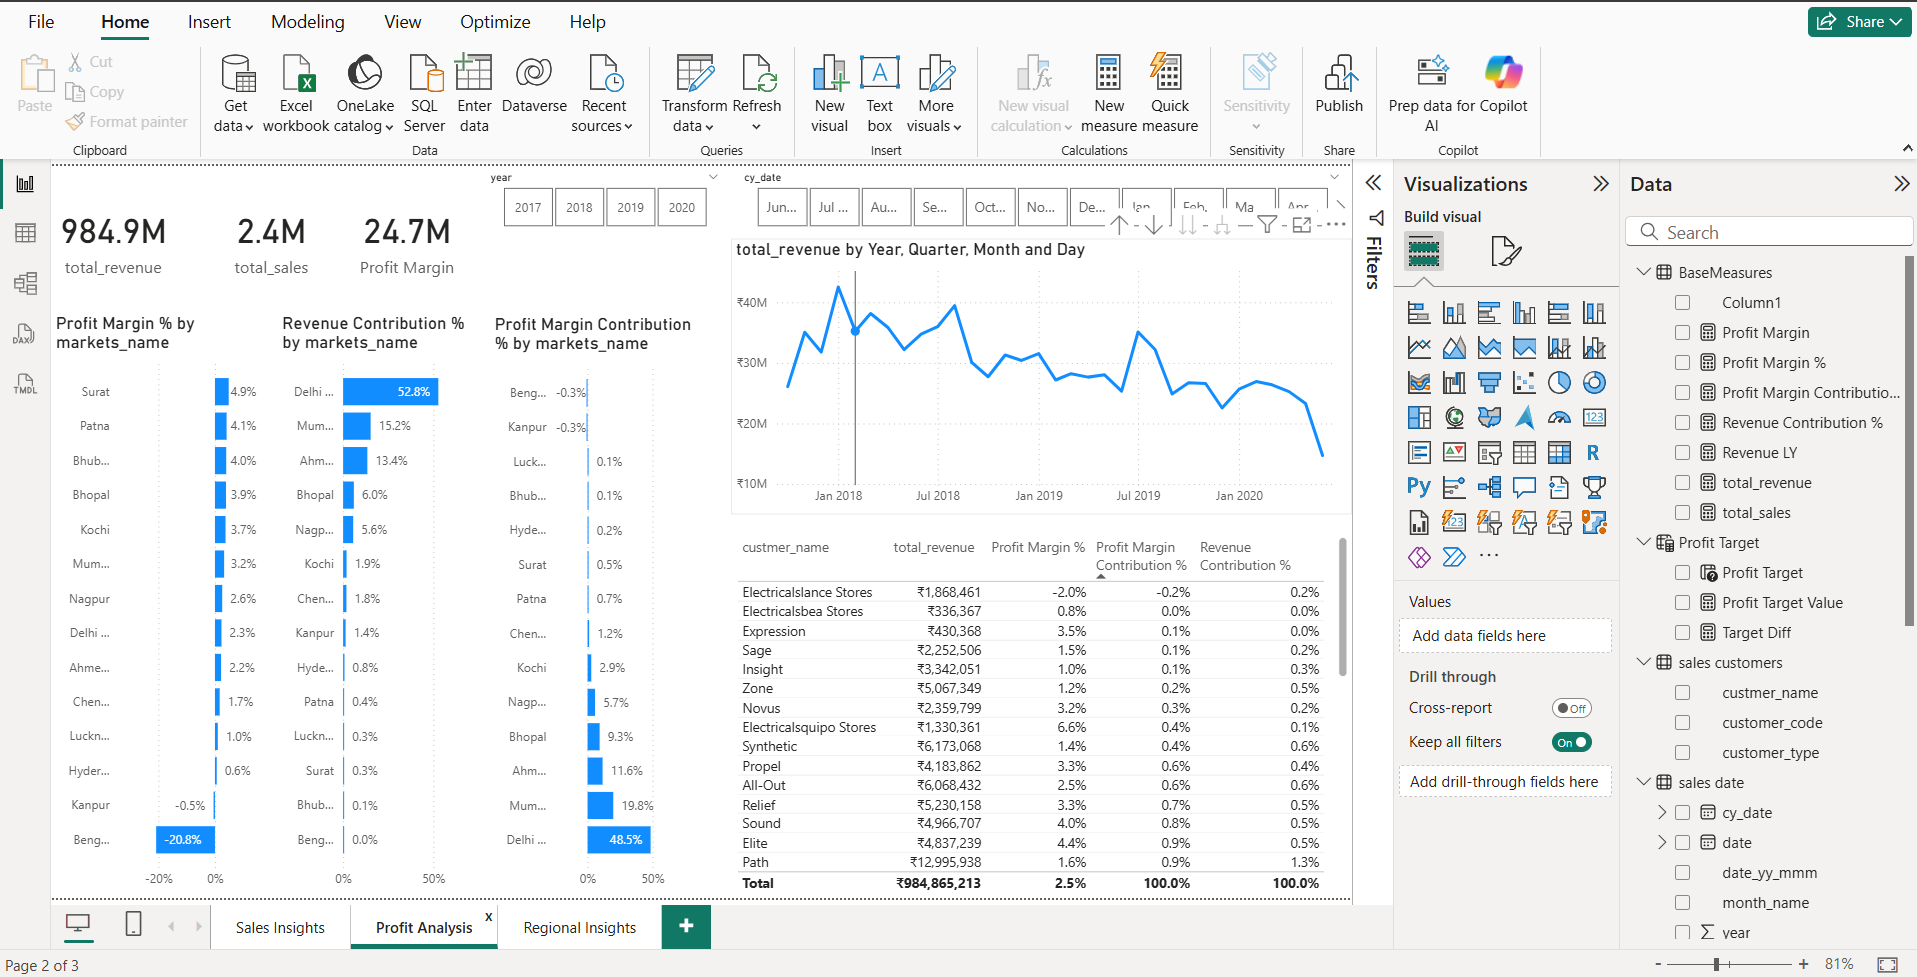 File Home Insert Modeling View Optimize Help Share
Paste
Cut
Copy
Format painter
Clipboard
Get data
Excel workbook
OneLake catalog
SQL Server
Enter data
Dataverse
Recent sources
Data
Transform data
Refresh
Queries
New visual
Text box
More visuals
Insert
New visual calculation
New measure
Quick measure
Calculations
Sensitivity
Sensitivity
Publish
Share
Prep data for AI
Copilot
Copilot
984.9M
total_revenue
2.4M
total_sales
24.7M
Profit Margin
year
2017 2018 2019 2020
cy_date
Jun... Jul ... Au... Se... Oct... No... De... Jan Feb. Ma Apr
Profit Margin % by markets_name
Surat 4.9%
Patna 4.1%
Bhub... 4.0%
Bhopal 3.9%
Kochi 3.7%
Mum... 3.2%
Nagpur 2.6%
Delhi ... 2.3%
Ahme... 2.2%
Chen... 1.7%
Luckn... 1.0%
Hyder... 0.6%
Kanpur -0.5%
Beng... -20.8%
-20% 0%
Revenue Contribution % by markets_name
Delhi ... 52.8%
Mum... 15.2%
Ahm... 13.4%
Bhopal 6.0%
Nagp... 5.6%
Kochi 1.9%
Chen... 1.8%
Kanpur 1.4%
Hyde... 0.8%
Patna 0.4%
Luckn... 0.3%
Surat 0.3%
Bhub... 0.1%
Beng... 0.0%
0% 50%
Profit Margin Contribution % by markets_name
Beng... -0.3%
Kanpur -0.3%
Luck... 0.1%
Bhub... 0.1%
Hyde... 0.2%
Surat 0.5%
Patna 0.7%
Chen... 1.2%
Kochi 2.9%
Nagp... 5.7%
Bhopal 9.3%
Ahm... 11.6%
Mum... 19.8%
Delhi ... 48.5%
0% 50%
total_revenue by Year, Quarter, Month and Day
₹40M
₹30M
₹20M
₹10M
Jan 2018 Jul 2018 Jan 2019 Jul 2019 Jan 2020
custmer_name total_revenue Profit Margin % Profit Margin Contribution % Revenue Contribution %
Electricalslance Stores ₹1,868,461 -2.0% -0.2% 0.2%
Electricalsbea Stores ₹336,367 0.8% 0.0% 0.0%
Expression ₹430,368 3.5% 0.1% 0.0%
Sage ₹2,252,506 1.5% 0.1% 0.2%
Insight ₹3,342,051 1.0% 0.1% 0.3%
Zone ₹5,067,349 1.2% 0.2% 0.5%
Novus ₹2,359,799 3.2% 0.3% 0.2%
Electricalsquipo Stores ₹1,330,361 6.6% 0.4% 0.1%
Synthetic ₹6,173,068 1.4% 0.4% 0.6%
Propel ₹4,183,862 3.3% 0.6% 0.4%
All-Out ₹6,068,432 2.5% 0.6% 0.6%
Relief ₹5,230,158 3.3% 0.7% 0.5%
Sound ₹4,966,707 4.0% 0.8% 0.5%
Elite ₹4,837,239 4.4% 0.9% 0.5%
Path ₹12,995,938 1.6% 0.9% 1.3%
Total ₹984,865,213 2.5% 100.0% 100.0%
Filters
Visualizations
Build visual
123
R
Py
123
Values
Add data fields here
Drill through
Cross-report Off
Keep all filters On
Add drill-through fields here
Data
Search
BaseMeasures
Column1
Profit Margin
Profit Margin %
Profit Margin Contributio...
Revenue Contribution %
Revenue LY
total_revenue
total_sales
Profit Target
Profit Target
Profit Target Value
Target Diff
sales customers
custmer_name
customer_code
customer_type
sales date
cy_date
date
date_yy_mmm
month_name
year
DAX
TMDL
Sales Insights
Profit Analysis x
Regional Insights
+
Page 2 of 3
- + 81%